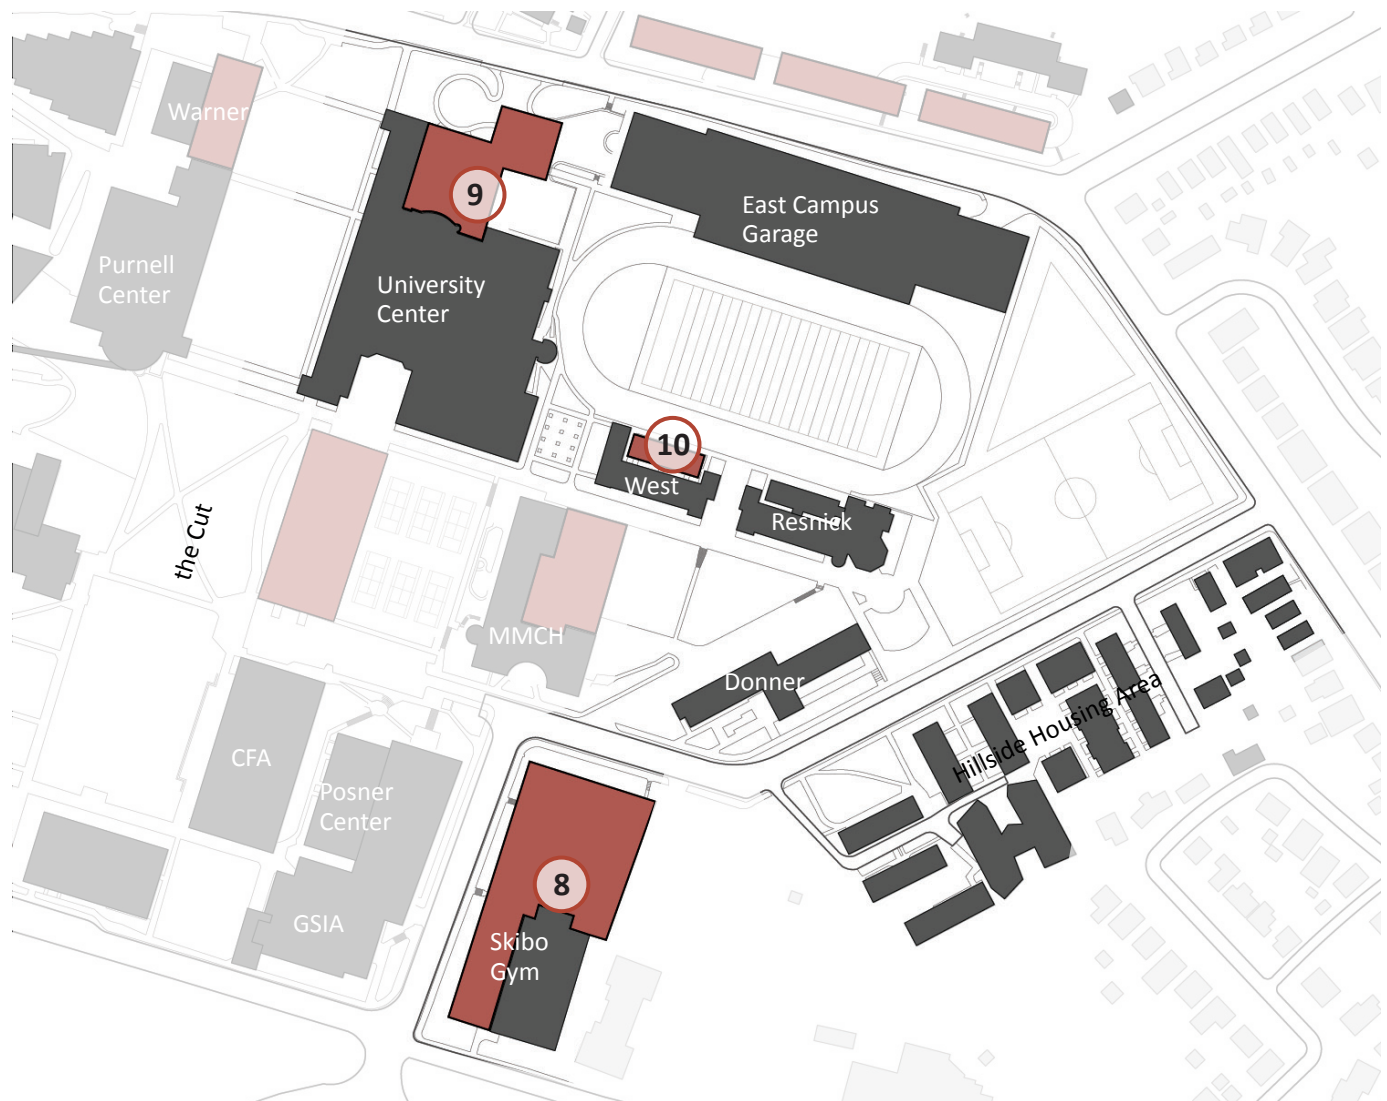 Warner
9
East Campus
Garage
Purnell
Center
University
Center
10
West
Resnick
the Cut
MMCH
Donner
Hillside Housing Area
CFA
Posner
Center
8
GSIA
Skibo
Gym